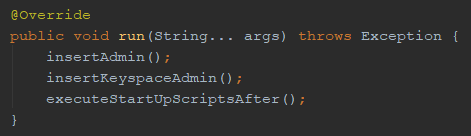 @Override
public void run(String... args) throws Exception {
    insertAdmin();
    insertKeyspaceAdmin();
    executeStartUpScriptsAfter();
}